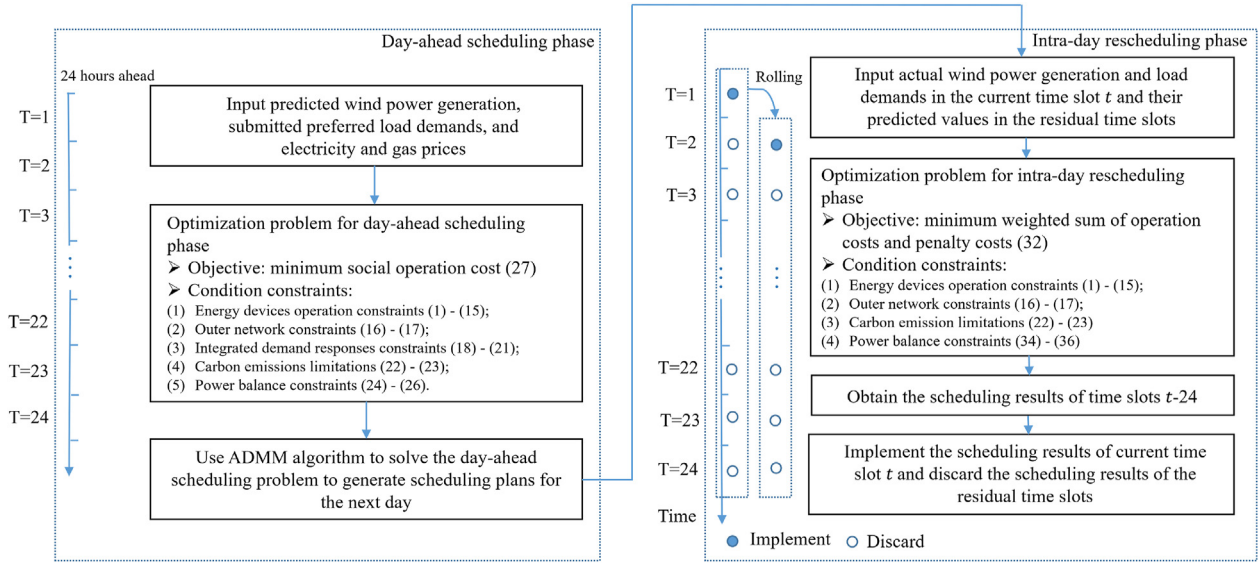 Day-ahead scheduling phase
24 hours ahead
T=1
T=2
T=3
T=22
T=23
T=24
Input predicted wind power generation,
submitted preferred load demands, and
electricity and gas prices
Optimization problem for day-ahead scheduling
phase
➢ Objective: minimum social operation cost (27)
➢ Condition constraints:
(1) Energy devices operation constraints (1) - (15);
(2) Outer network constraints (16) - (17);
(3) Integrated demand responses constraints (18) - (21);
(4) Carbon emissions limitations (22) - (23);
(5) Power balance constraints (24) - (26).
Use ADMM algorithm to solve the day-ahead
scheduling problem to generate scheduling plans for
the next day
Intra-day rescheduling phase
Rolling
T=1
T=2
T=3
T=22
T=23
T=24
Time
Input actual wind power generation and load
demands in the current time slot t and their
predicted values in the residual time slots
Optimization problem for intra-day rescheduling
phase
➢ Objective: minimum weighted sum of operation
costs and penalty costs (32)
➢ Condition constraints:
(1) Energy devices operation constraints (1) - (15);
(2) Outer network constraints (16) - (17);
(3) Carbon emission limitations (22) - (23)
(4) Power balance constraints (34) - (36)
Obtain the scheduling results of time slots t-24
Implement the scheduling results of current time
slot t and discard the scheduling results of the
residual time slots
Implement
Discard